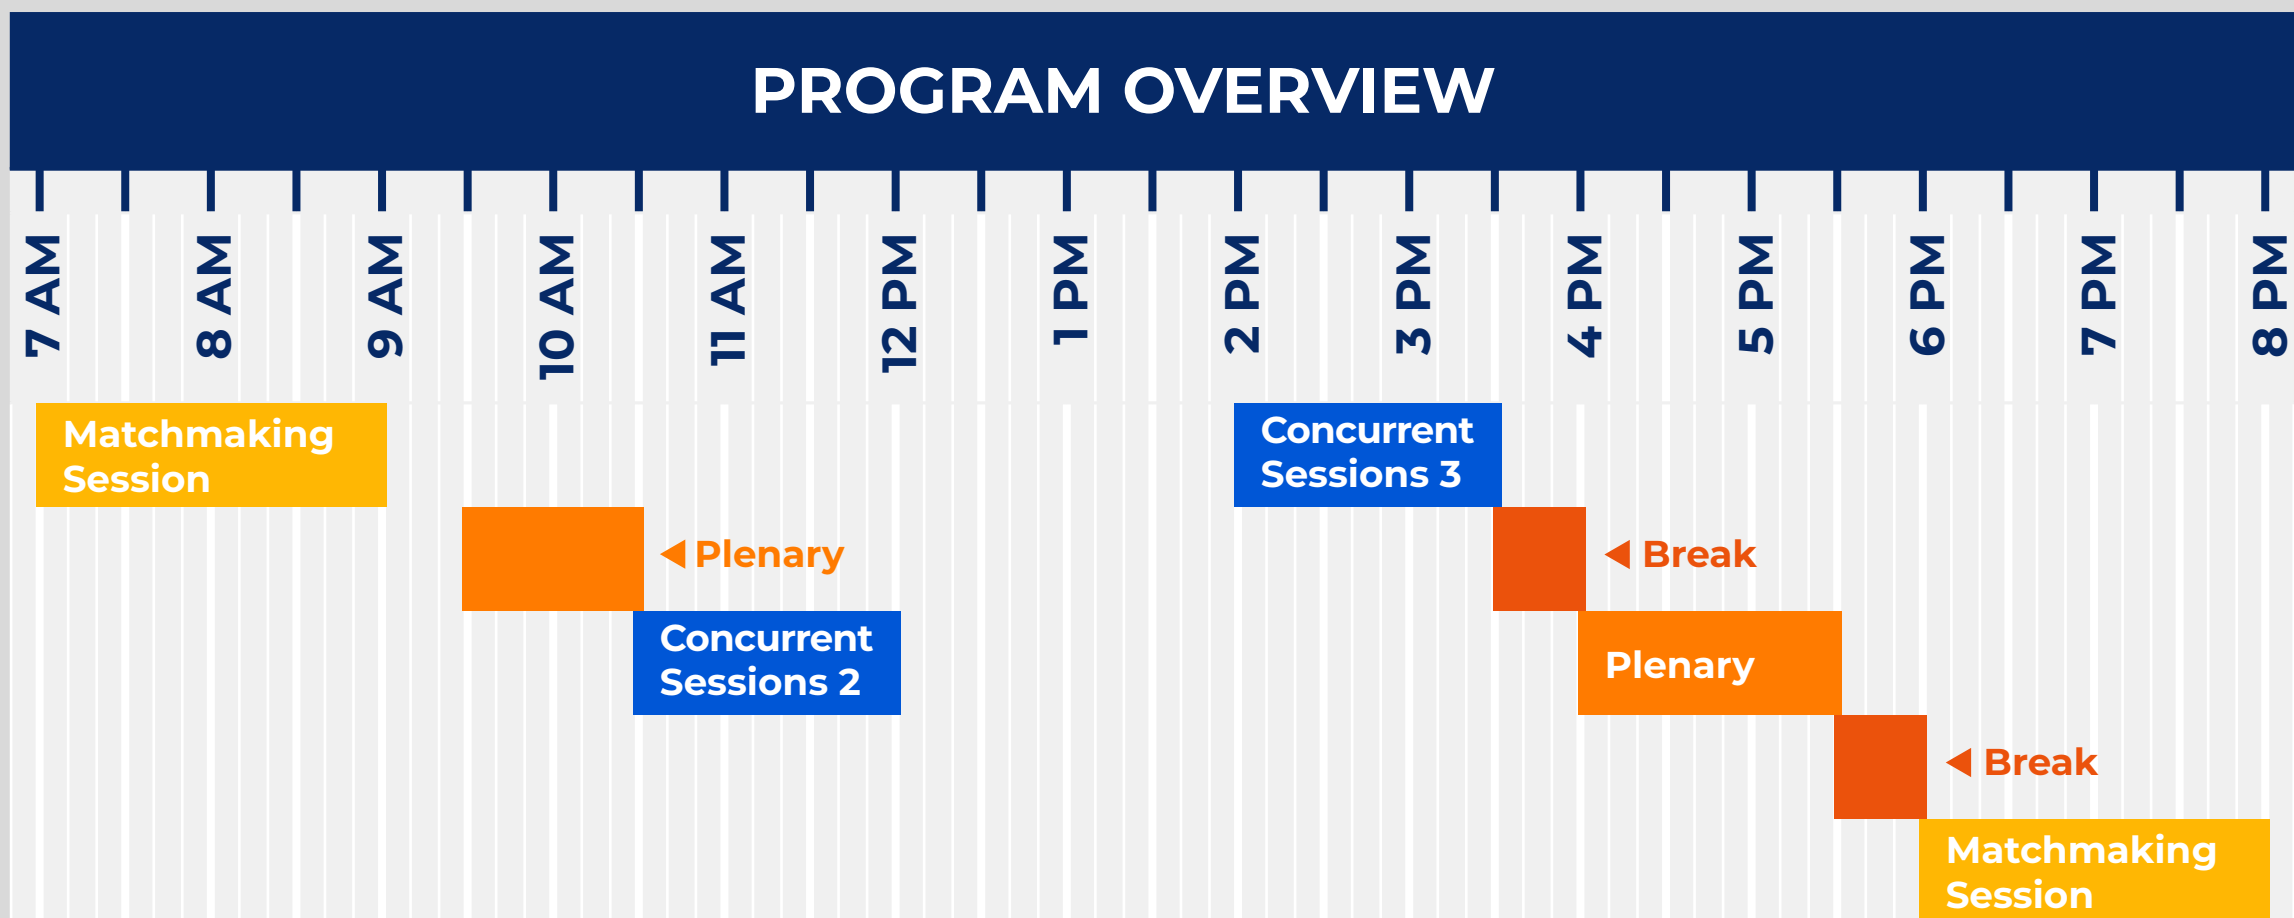 PROGRAM OVERVIEW
7 AM
8 AM
9 AM
10 AM
11 AM
12 PM
1 PM
2 PM
3 PM
4 PM
5 PM
6 PM
7 PM
8 PM
Matchmaking
Session
Concurrent
Sessions 3
Plenary
Break
Concurrent
Sessions 2
Plenary
Break
Matchmaking
Session